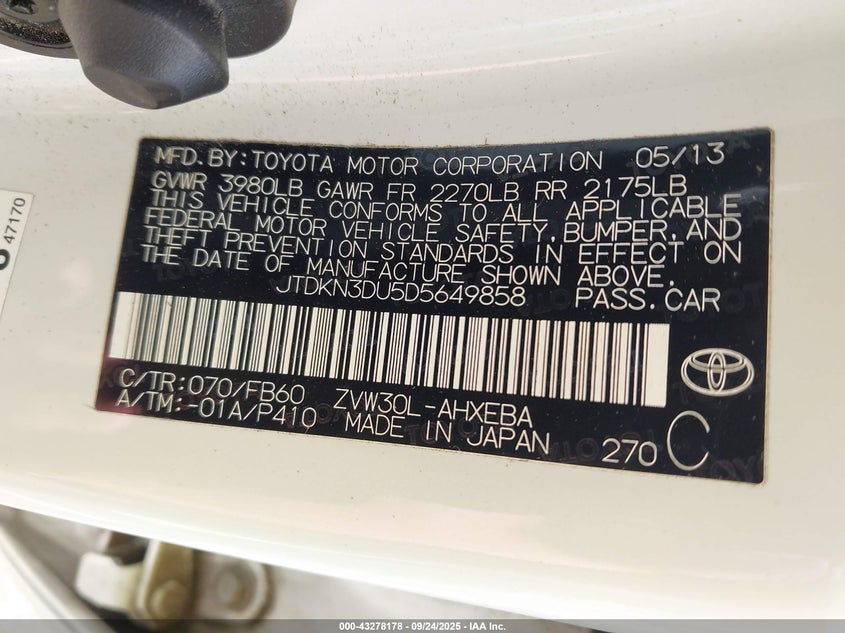 MFD. BY: TOYOTA MOTOR CORPORATION 05/13
GVWR 3980LB GAWR FR 2270LB RR 2175LB
THIS VEHICLE CONFORMS TO ALL APPLICABLE
FEDERAL MOTOR VEHICLE SAFETY, BUMPER, AND
THEFT PREVENTION STANDARDS IN EFFECT ON
THE DATE OF MANUFACTURE SHOWN ABOVE.
JTDKN3DU5D5649858 PASS. CAR
C/TR: 070/FB60 ZVW30L-AHXEBA
A/TM: -01A/P410 MADE IN JAPAN 270 C
47170
000-43278178 - 09/24/2025 - IAA Inc.